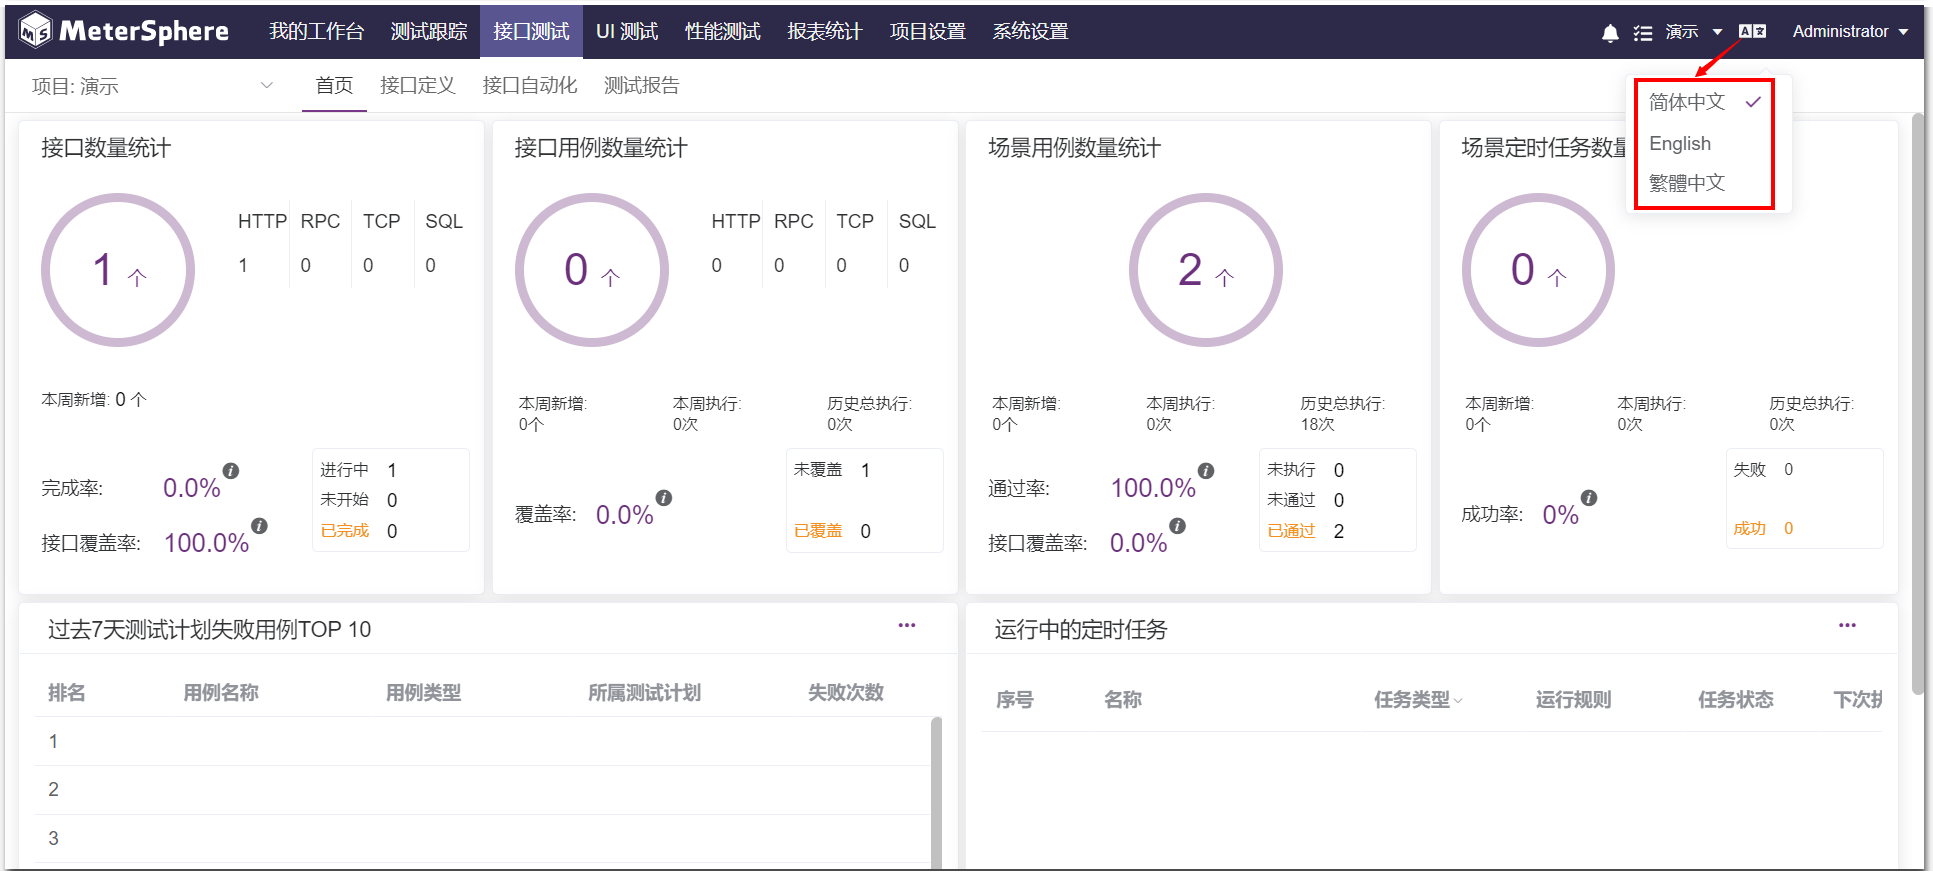 MeterSphere 我的工作台 测试跟踪 接口测试 UI 测试 性能测试 报表统计 项目设置 系统设置 演示 Administrator
项目: 演示 首页 接口定义 接口自动化 测试报告
简体中文
English
繁體中文
接口数量统计
1 个
HTTP RPC TCP SQL
1 0 0 0
本周新增: 0 个
完成率: 0.0%
接口覆盖率: 100.0%
进行中 1
未开始 0
已完成 0
接口用例数量统计
0 个
HTTP RPC TCP SQL
0 0 0 0
本周新增: 本周执行: 历史总执行:
0个 0次 0次
覆盖率: 0.0%
未覆盖 1
已覆盖 0
场景用例数量统计
2 个
本周新增: 本周执行: 历史总执行:
0个 0次 18次
通过率: 100.0%
接口覆盖率: 0.0%
未执行 0
未通过 0
已通过 2
场景定时任务数量
0 个
本周新增: 本周执行: 历史总执行:
0个 0次 0次
成功率: 0%
失败 0
成功 0
过去7天测试计划失败用例TOP 10
排名 用例名称 用例类型 所属测试计划 失败次数
1
2
3
运行中的定时任务
序号 名称 任务类型 运行规则 任务状态 下次